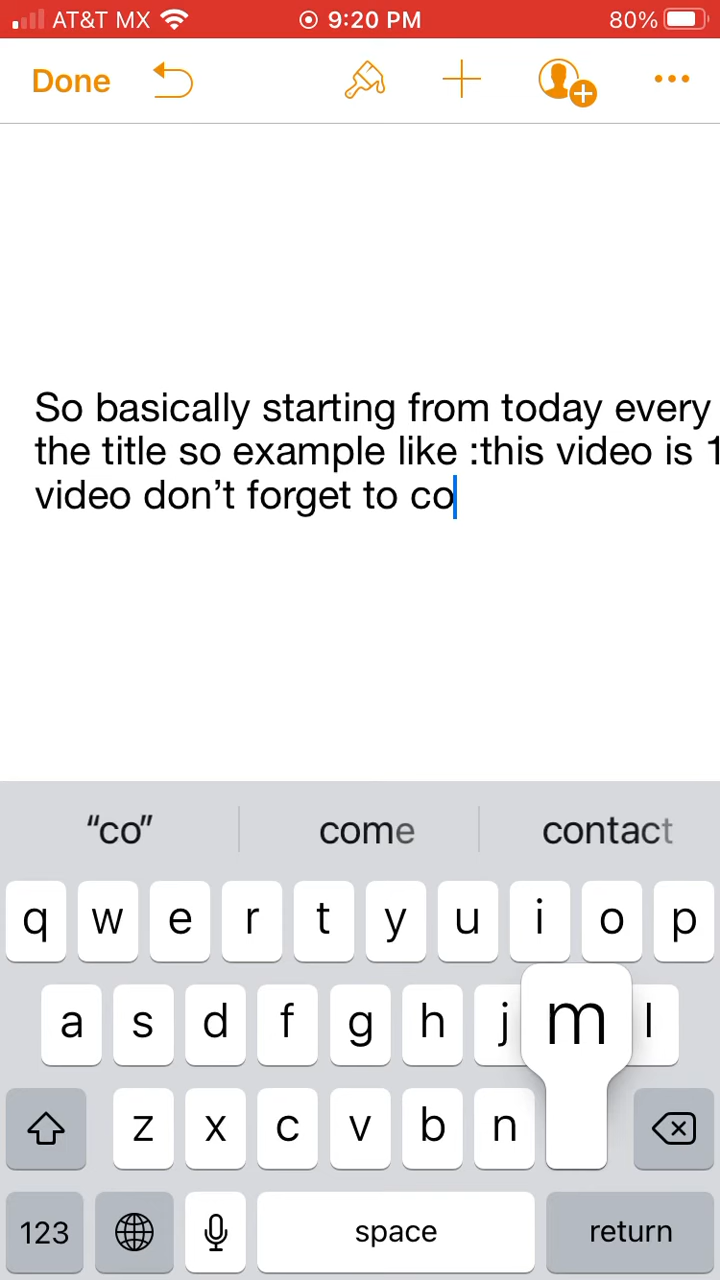 AT&T MX 9:20 PM 80%
Done
So basically starting from today every
the title so example like :this video is 1
video don't forget to co
“co” come contact
q w e r t y u i o p
a s d f g h j m l
z x c v b n
123 space return